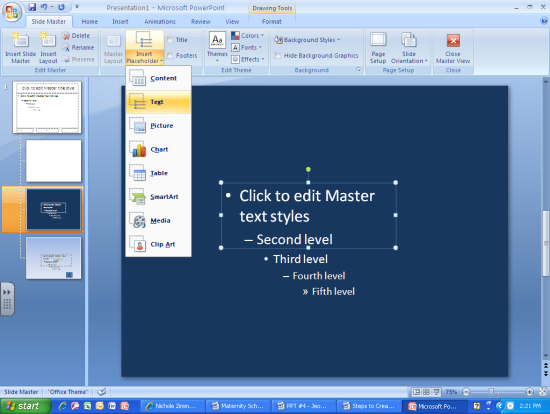 Presentation1 - Microsoft PowerPoint
Drawing Tools
Slide Master
Home
Insert
Animations
Review
View
Format
Insert Slide Master
Insert Layout
Delete
Rename
Preserve
Edit Master
Master Layout
Insert Placeholder
Title
Footers
Themes
Colors
Fonts
Effects
Edit Theme
Background Styles
Hide Background Graphics
Background
Page Setup
Slide Orientation
Page Setup
Close Master View
Close
Content
Text
Picture
Chart
Table
SmartArt
Media
Clip Art
1
Click to edit Master title style
• Click to edit Master
text styles
– Second level
• Third level
– Fourth level
» Fifth level
Slide Master
"Office Theme"
75%
start
Nichole Zimm...
Maternity Sch...
PPT #4 - Jeo...
Steps to Crea...
Microsoft Po...
2:21 PM